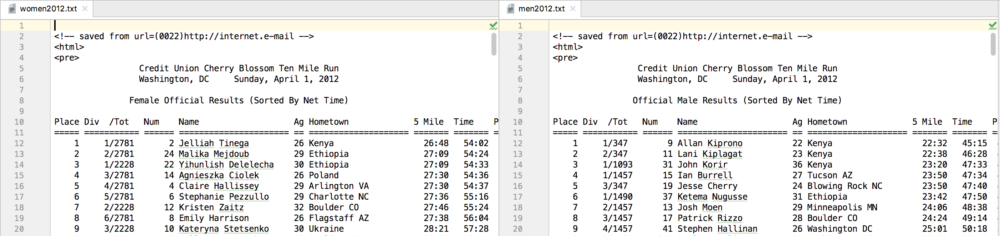 women2012.txt
1
2 <!-- saved from url=(0022)http://internet.e-mail -->
3 <html>
4 <pre>
5 Credit Union Cherry Blossom Ten Mile Run
6 Washington, DC     Sunday, April 1, 2012
7
8 Female Official Results (Sorted By Net Time)
9
10 Place Div  /Tot   Num    Name                   Ag Hometown             5 Mile  Time    P
11 ===== =========== ====== ====================== == ==================== ======= ======= =
12     1     1/2781       2 Jelliah Tinega         26 Kenya                  26:48   54:02
13     2     2/2781      24 Malika Mejdoub         29 Ethiopia               27:09   54:24
14     3     1/2228      22 Yihunlish Delelecha    30 Ethiopia               27:09   54:33
15     4     3/2781      14 Agnieszka Ciolek       26 Poland                 27:30   54:36
16     5     4/2781       4 Claire Hallissey       29 Arlington VA           27:30   54:37
17     6     5/2781       6 Stephanie Pezzullo     29 Charlotte NC           27:36   55:16
18     7     2/2228      12 Kristen Zaitz          32 Boulder CO             27:46   55:24
19     8     6/2781       8 Emily Harrison         26 Flagstaff AZ           27:38   56:04
20     9     3/2228      10 Kateryna Stetsenko     30 Ukraine                28:21   57:28
men2012.txt
1
2 <!-- saved from url=(0022)http://internet.e-mail -->
3 <html>
4 <pre>
5 Credit Union Cherry Blossom Ten Mile Run
6 Washington, DC     Sunday, April 1, 2012
7
8 Official Male Results (Sorted By Net Time)
9
10 Place Div  /Tot   Num    Name                   Ag Hometown             5 Mile  Time    P
11 ===== =========== ====== ====================== == ==================== ======= ======= =
12     1     1/347        9 Allan Kiprono          22 Kenya                  22:32   45:15
13     2     2/347       11 Lani Kiplagat          23 Kenya                  22:38   46:28
14     3     1/1093      31 John Korir             36 Kenya                  23:20   47:33
15     4     1/1457      15 Ian Burrell            27 Tucson AZ              23:50   47:34
16     5     3/347       19 Jesse Cherry           24 Blowing Rock NC        23:50   47:40
17     6     1/1490      37 Ketema Nugusse         31 Ethiopia               23:42   47:50
18     7     2/1457      13 Josh Moen              29 Minneapolis MN         24:06   48:38
19     8     3/1457      17 Patrick Rizzo          28 Boulder CO             24:24   49:14
20     9     4/1457      41 Stephen Hallinan       26 Washington DC          25:01   50:18